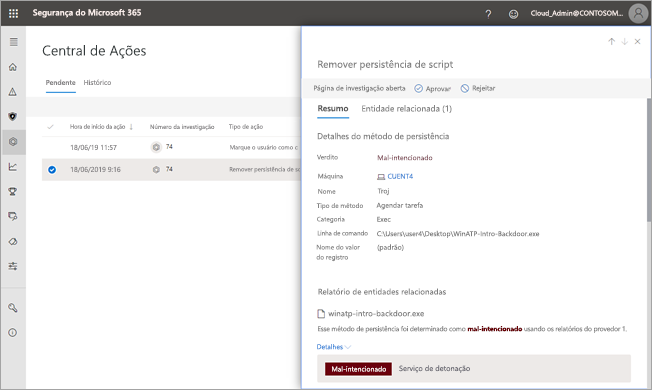 Segurança do Microsoft 365
? Cloud_Admin@CONTOSOM...
Central de Ações
Pendente Histórico
Hora de início da ação ↓ Número da investigação Tipo de ação
18/06/19 11:57 74 Marque o usuário como c
18/06/2019 9:16 74 Remover persistência de sc
Remover persistência de script
Página de investigação aberta Aprovar Rejeitar
Resumo Entidade relacionada (1)
Detalhes do método de persistência
Verdito Mal-intencionado
Máquina CUENT4
Nome Troj
Tipo de método Agendar tarefa
Categoria Exec
Linha de comando C:\Users\user4\Desktop\WinATP-Intro-Backdoor.exe
Nome do valor (padrão)
do registro
Relatório de entidades relacionadas
winatp-intro-backdoor.exe
Esse método de persistência foi determinado como mal-intencionado usando os relatórios do provedor 1.
Detalhes
Mal-intencionado Serviço de detonação